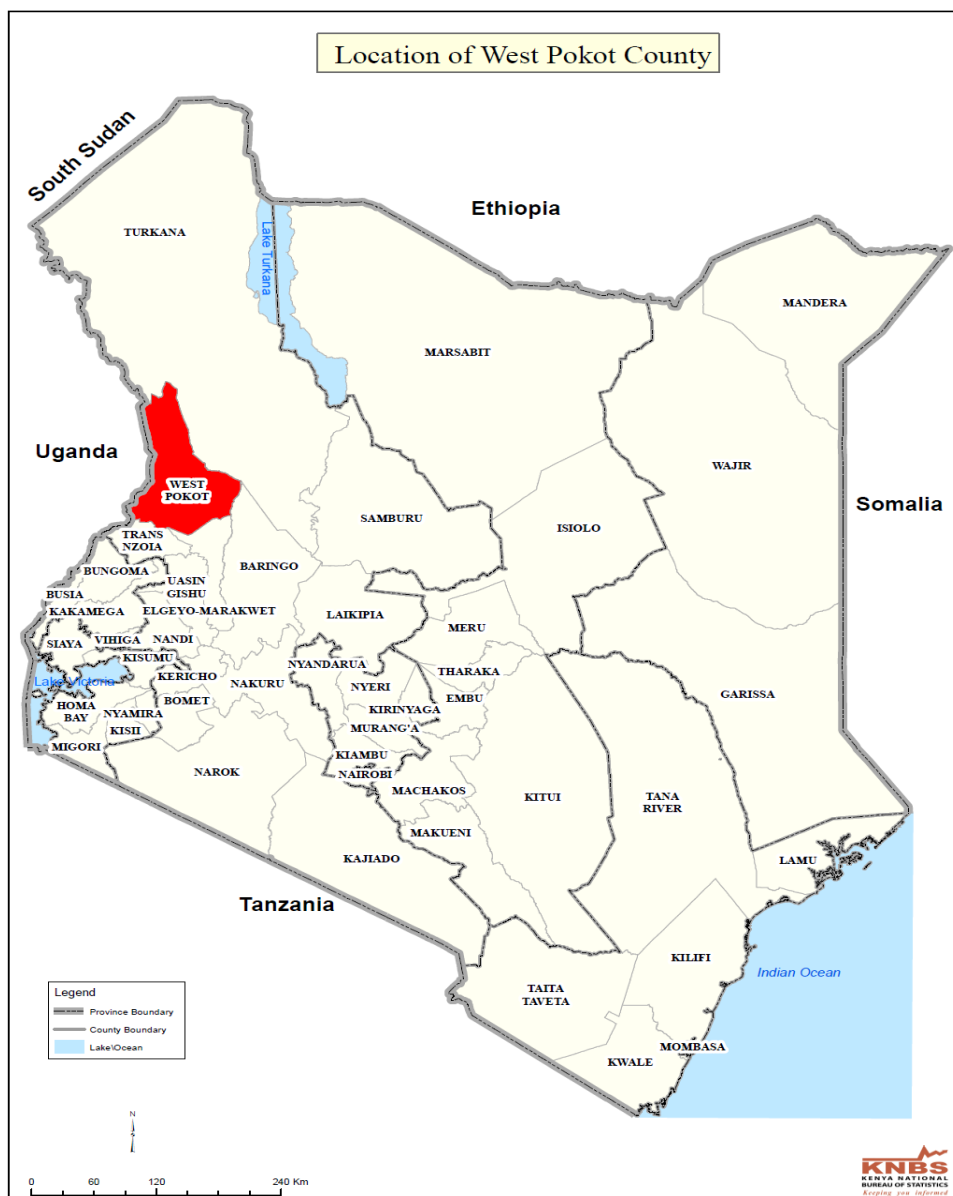 Location of West Pokot County
South Sudan
Ethiopia
TURKANA
Lake Turkana
MANDERA
MARSABIT
Uganda
WAJIR
WEST
POKOT
Somalia
SAMBURU
ISIOLO
TRANS
NZOIA
BARINGO
BUNGOMA
UASIN
GISHU
BUSIA
KAKAMEGA
ELGEYO-MARAKWET
LAIKIPIA
MERU
SIAYA
VIHIGA
NANDI
KISUMU
NYANDARUA
THARAKA
KERICHO
Lake Victoria
NAKURU
NYERI
EMBU
GARISSA
HOMA
BAY
NYAMIRA
BOMET
KIRINYAGA
KISII
MURANG'A
MIGORI
KIAMBU
NAROK
NAIROBI
MACHAKOS
KITUI
TANA
RIVER
MAKUENI
KAJIADO
LAMU
Tanzania
KILIFI
Indian Ocean
TAITA
TAVETA
MOMBASA
KWALE
Legend
Province Boundary
County Boundary
Lake\Ocean
N
0 60 120 240 Km
KNBS
KENYA NATIONAL
BUREAU OF STATISTICS
Keeping you informed